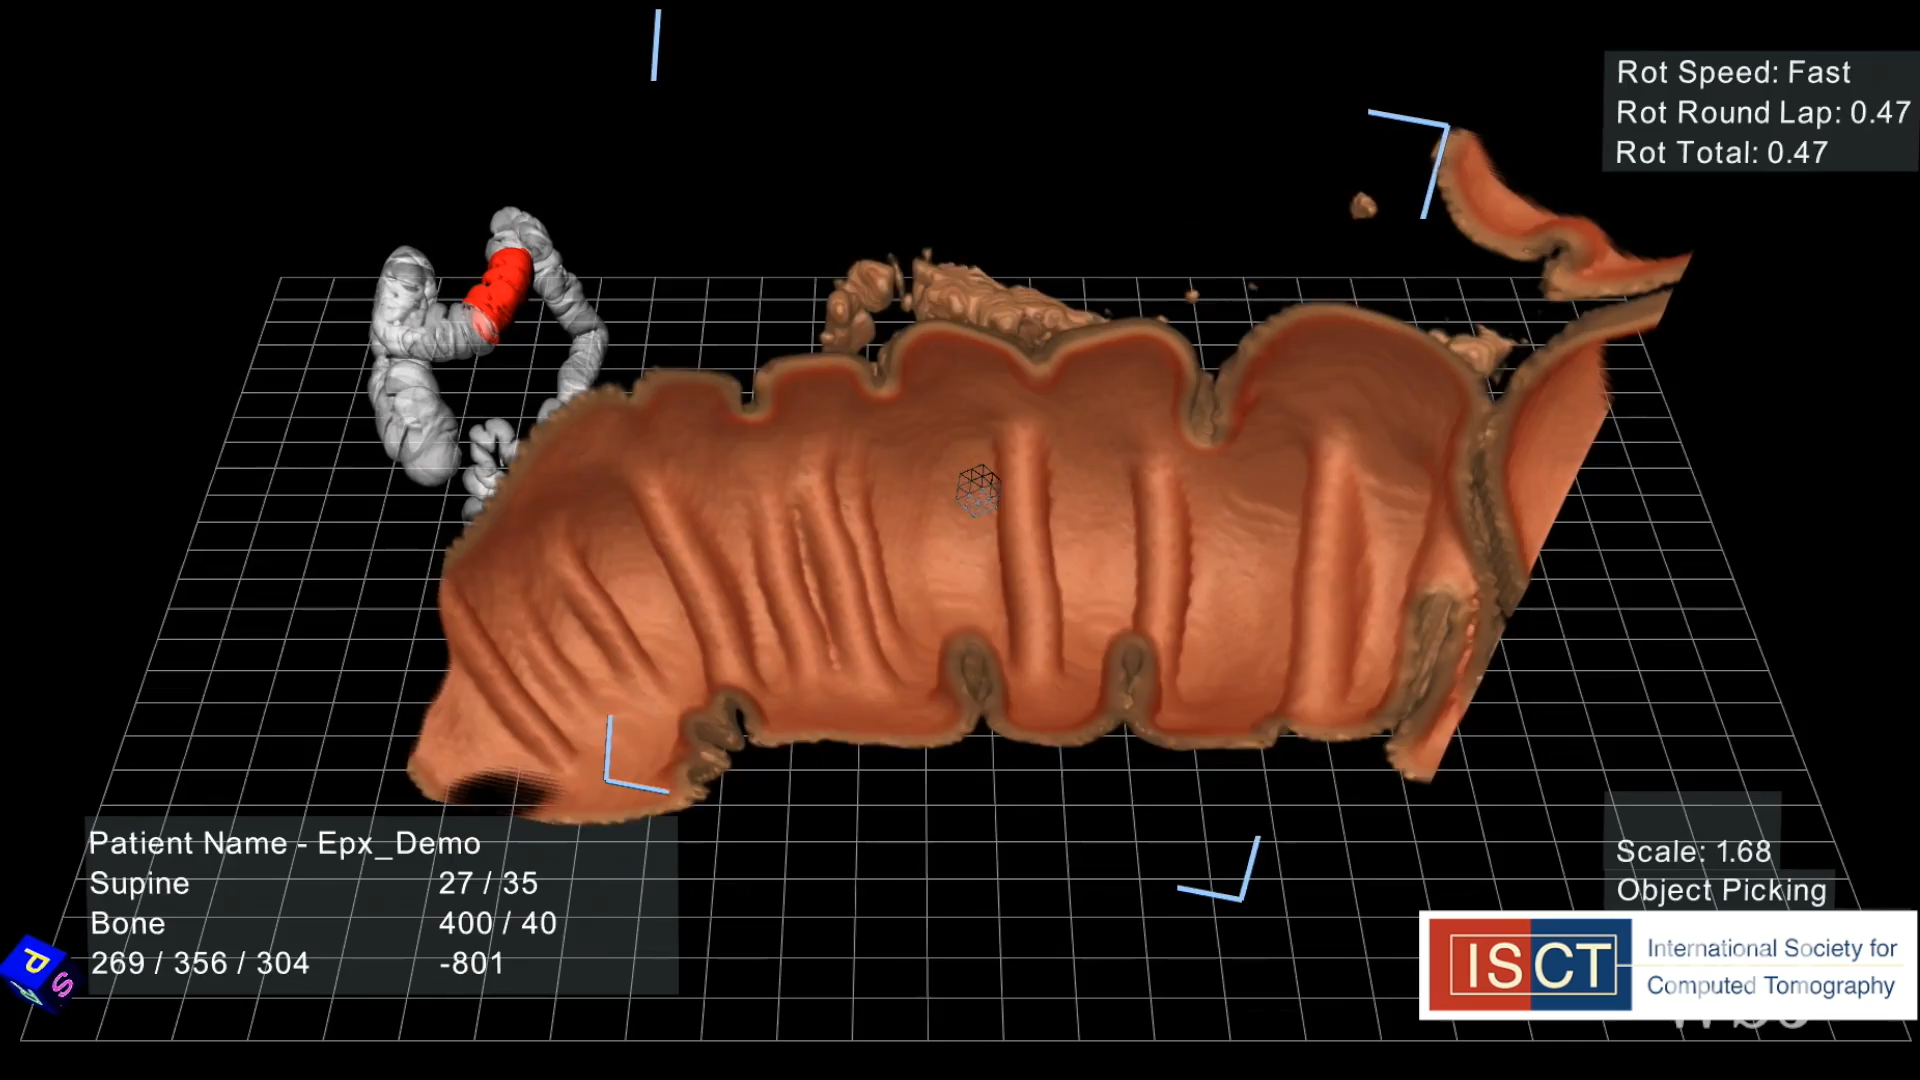 Rot Speed: Fast
Rot Round Lap: 0.47
Rot Total: 0.47
Patient Name - Epx_Demo
Supine 27 / 35
Bone 400 / 40
269 / 356 / 304 -801
Scale: 1.68
Object Picking
P
S
ISCT
International Society for
Computed Tomography